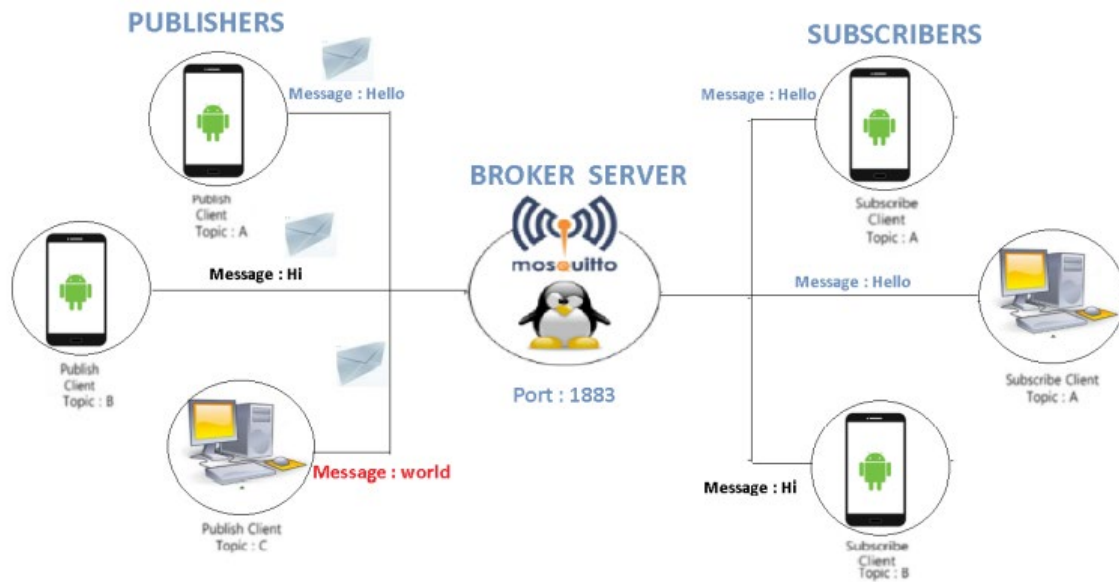 PUBLISHERS
Message : Hello
Publish
Client
Topic : A
Message : Hi
Publish
Client
Topic : B
Message : world
Publish Client
Topic : C
BROKER SERVER
mosquitto
Port : 1883
SUBSCRIBERS
Message : Hello
Subscribe
Client
Topic : A
Message : Hello
Subscribe Client
Topic : A
Message : Hi
Subscribe
Client
Topic : B